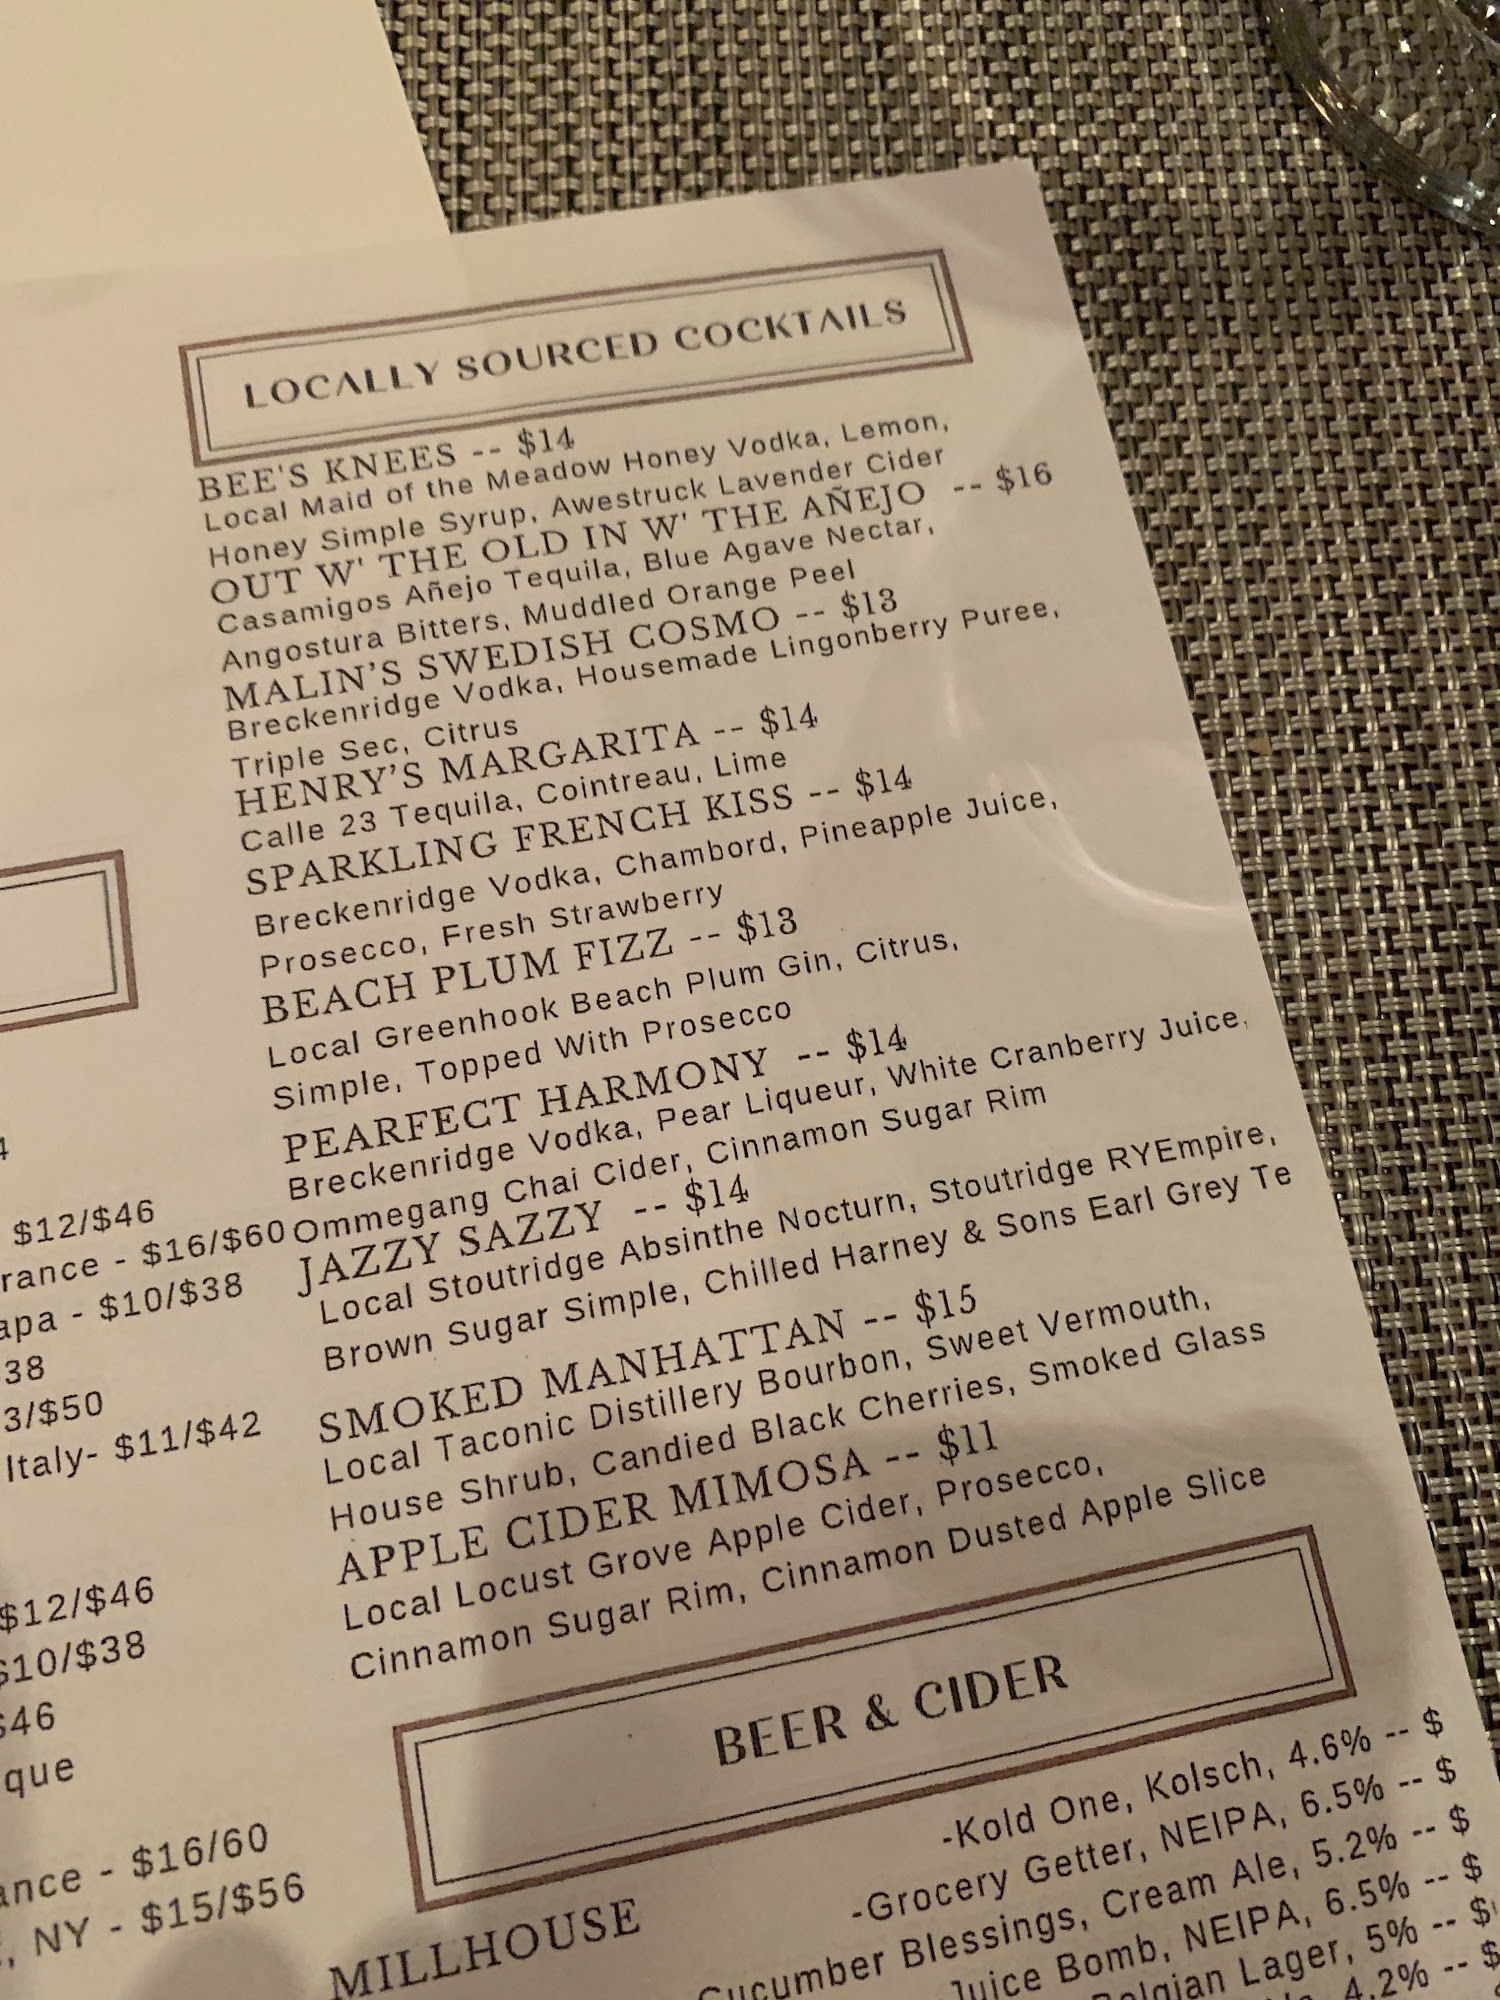 LOCALLY SOURCED COCKTAILS
BEE'S KNEES -- $14
Local Maid of the Meadow Honey Vodka, Lemon,
Honey Simple Syrup, Awestruck Lavender Cider
OUT W' THE OLD IN W' THE AÑEJO -- $16
Casamigos Añejo Tequila, Blue Agave Nectar,
Angostura Bitters, Muddled Orange Peel
MALIN'S SWEDISH COSMO -- $13
Breckenridge Vodka, Housemade Lingonberry Puree,
Triple Sec, Citrus
HENRY'S MARGARITA -- $14
Calle 23 Tequila, Cointreau, Lime
SPARKLING FRENCH KISS -- $14
Breckenridge Vodka, Chambord, Pineapple Juice,
Prosecco, Fresh Strawberry
BEACH PLUM FIZZ -- $13
Local Greenhook Beach Plum Gin, Citrus,
Simple, Topped With Prosecco
PEARFECT HARMONY -- $14
Breckenridge Vodka, Pear Liqueur, White Cranberry Juice,
Ommegang Chai Cider, Cinnamon Sugar Rim
JAZZY SAZZY -- $14
Local Stoutridge Absinthe Nocturn, Stoutridge RYEmpire,
Brown Sugar Simple, Chilled Harney & Sons Earl Grey Te
SMOKED MANHATTAN -- $15
Local Taconic Distillery Bourbon, Sweet Vermouth,
House Shrub, Candied Black Cherries, Smoked Glass
APPLE CIDER MIMOSA -- $11
Local Locust Grove Apple Cider, Prosecco,
Cinnamon Sugar Rim, Cinnamon Dusted Apple Slice
BEER & CIDER
-Kold One, Kolsch, 4.6% -- $
-Grocery Getter, NEIPA, 6.5% -- $
Cucumber Blessings, Cream Ale, 5.2% -- $
Juice Bomb, NEIPA, 6.5% -- $
Belgian Lager, 5% -- $
4.2% -- $
MILLHOUSE
$12/$46
rance - $16/$60
apa - $10/$38
38
3/$50
Italy- $11/$42
$12/$46
$10/$38
$46
que
ance - $16/60
, NY - $15/$56